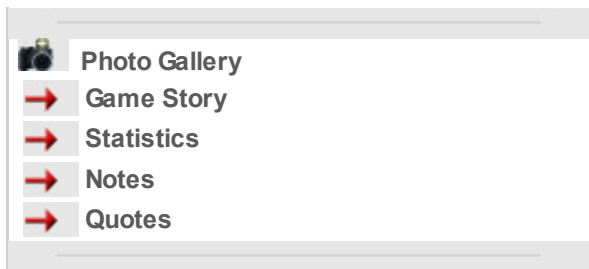 Photo Gallery
Game Story
Statistics
Notes
Quotes